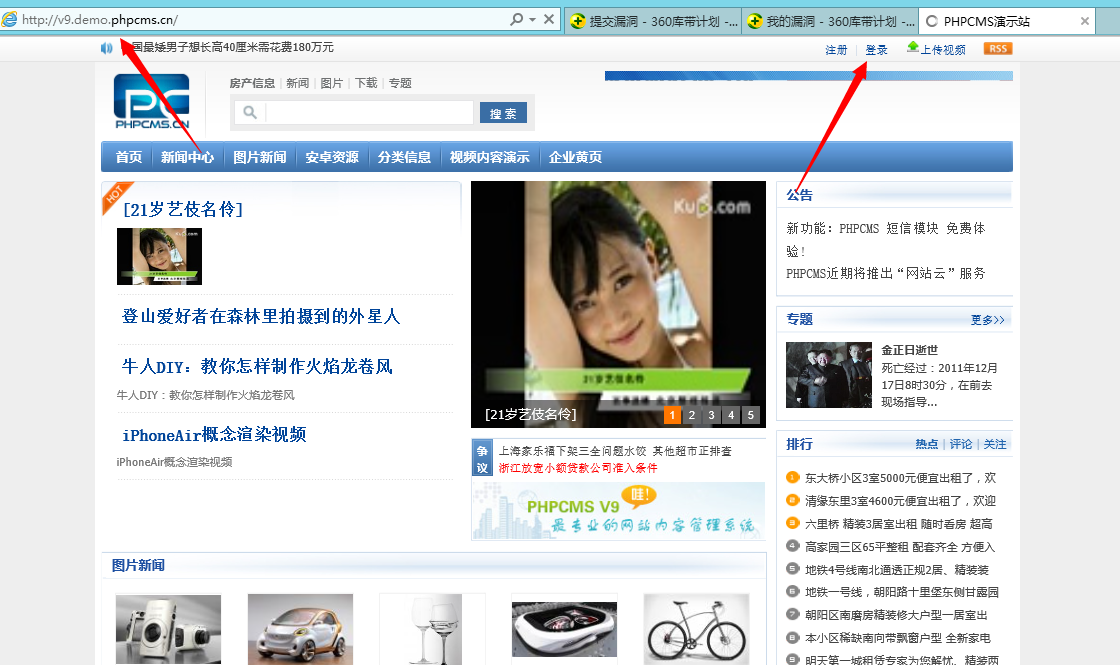 http://v9.demo.phpcms.cn/
提交漏洞 - 360库带计划 -...
我的漏洞 - 360库带计划 -...
PHPCMS演示站
国最矮男子想长高40厘米需花费180万元
注册 | 登录 上传视频 RSS
PHPCMS.CN
房产信息 | 新闻 | 图片 | 下载 | 专题
搜 索
首页 新闻中心 图片新闻 安卓资源 分类信息 视频内容演示 企业黄页
HOT
[21岁艺伎名伶]
登山爱好者在森林里拍摄到的外星人
牛人DIY：教你怎样制作火焰龙卷风
牛人DIY：教你怎样制作火焰龙卷风
iPhoneAir概念渲染视频
iPhoneAir概念渲染视频
21岁艺伎名伶
[21岁艺伎名伶]
1 2 3 4 5
争议
上海家乐福下架三全问题水饺 其他超市正排查
浙江放宽小额贷款公司准入条件
PHPCMS V9 哇!
最专业的网站内容管理系统
图片新闻
公告
新功能：PHPCMS 短信模块 免费体
验！
PHPCMS近期将推出“网站云”服务
专题 更多>>
金正日逝世
死亡经过：2011年12月
17日8时30分，在前去
现场指导...
排行 热点 | 评论 | 关注
1 东大桥小区3室5000元便宜出租了，欢
2 清缘东里3室4600元便宜出租了，欢迎
3 六里桥 精装3居室出租 随时看房 超高
4 高家园三区65平整租 配套齐全 方便入
5 地铁4号线南北通透正规2居、精装装
6 地铁一号线，朝阳路十里堡东侧甘露园
7 朝阳区南磨房精装修大户型一居室出
8 本小区稀缺南向带飘窗户型 全新家电
9 明天第一城租赁专家为您解忧，精装两